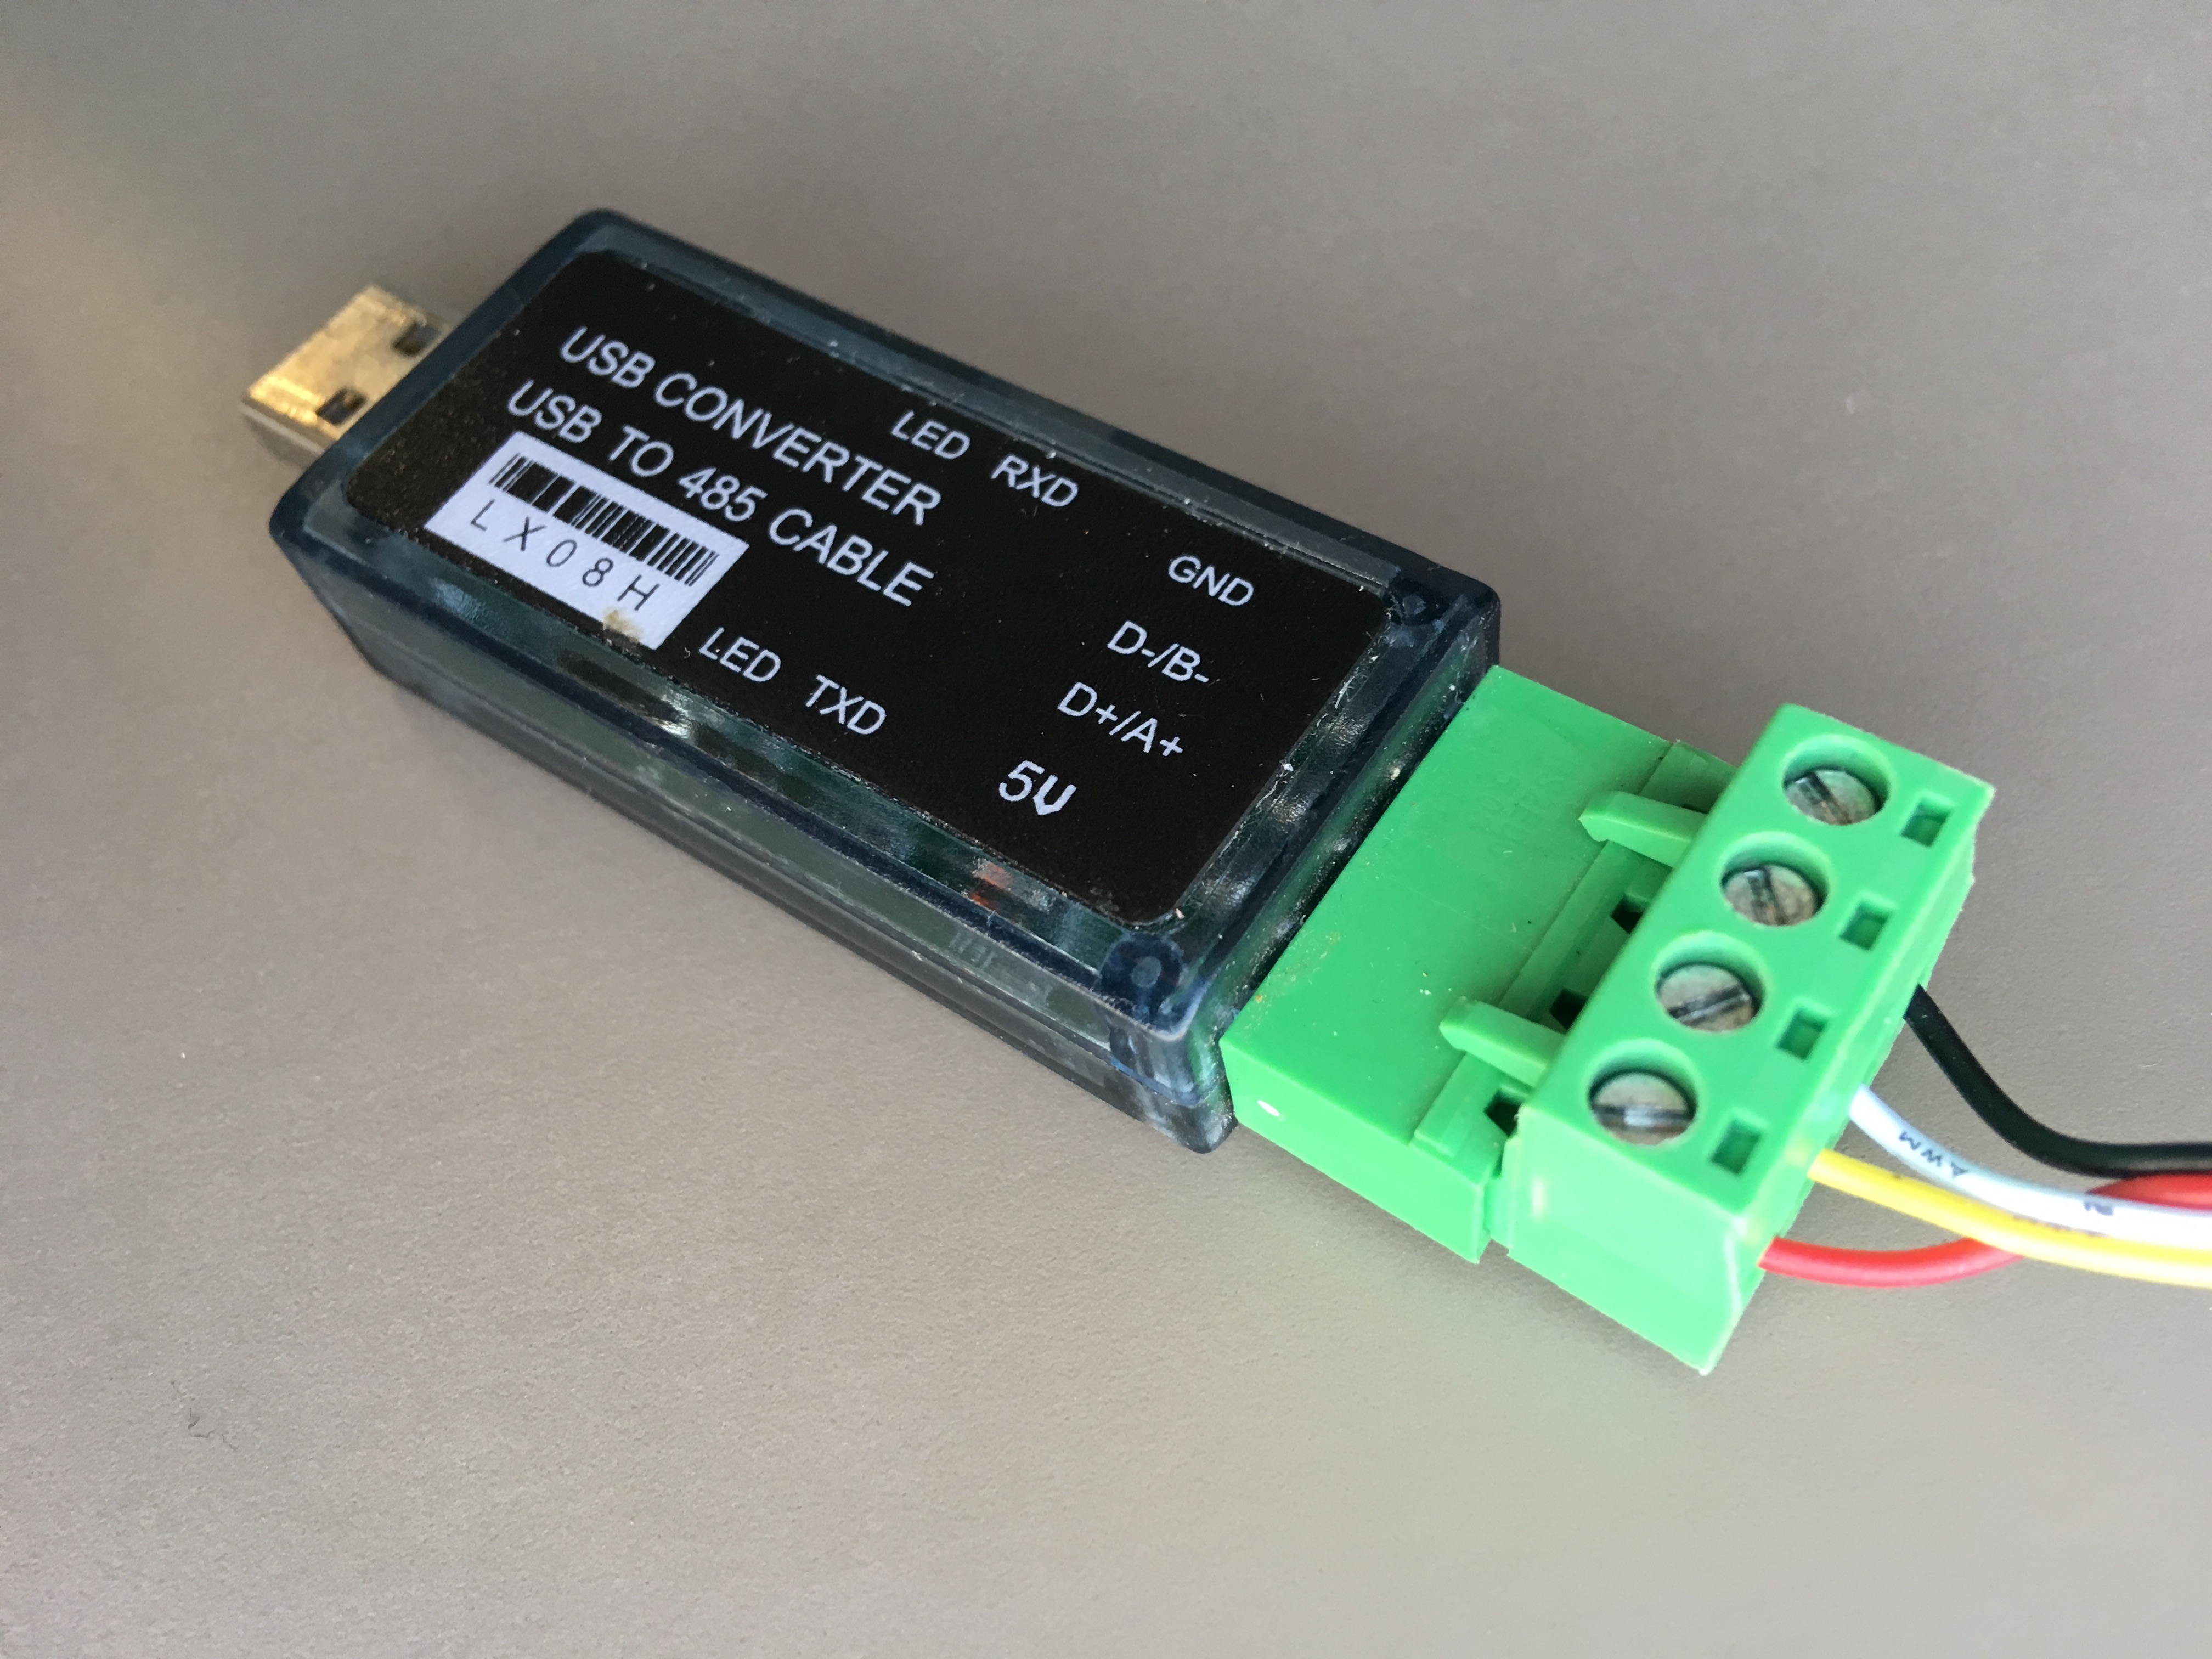 USB CONVERTER
USB TO 485 CABLE
LX08H
LED RXD
LED TXD
GND
D-/B-
D+/A+
5V
AWM